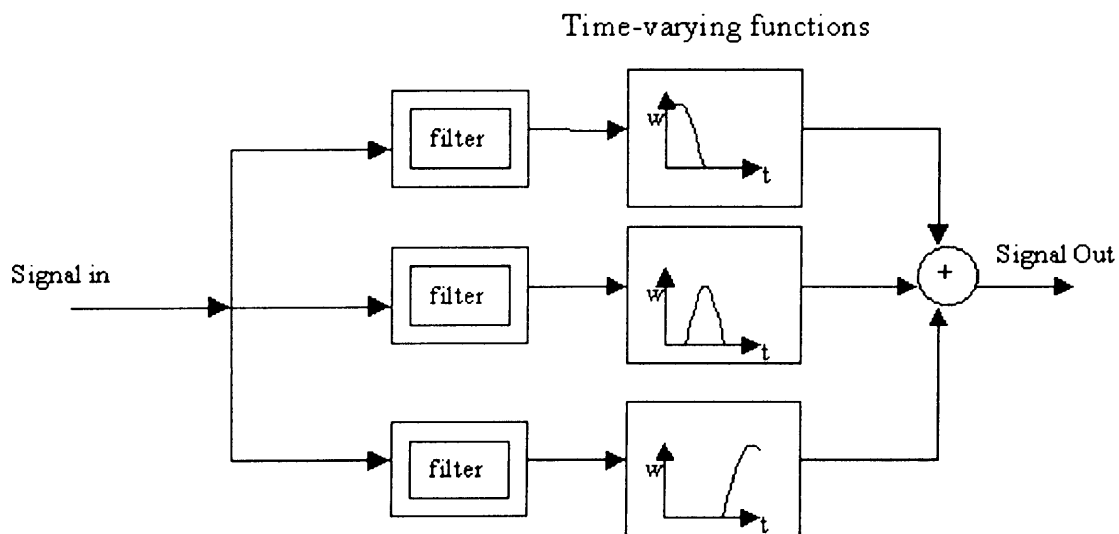 Time-varying functions
filter
w
t
Signal in
filter
w
t
+
Signal Out
filter
w
t